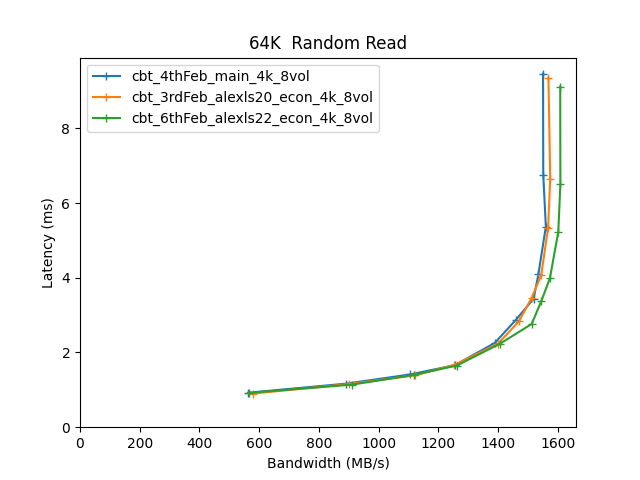 64K  Random Read
cbt_4thFeb_main_4k_8vol
cbt_3rdFeb_alexls20_econ_4k_8vol
cbt_6thFeb_alexls22_econ_4k_8vol
8
6
4
2
0
Latency (ms)
0 200 400 600 800 1000 1200 1400 1600
Bandwidth (MB/s)